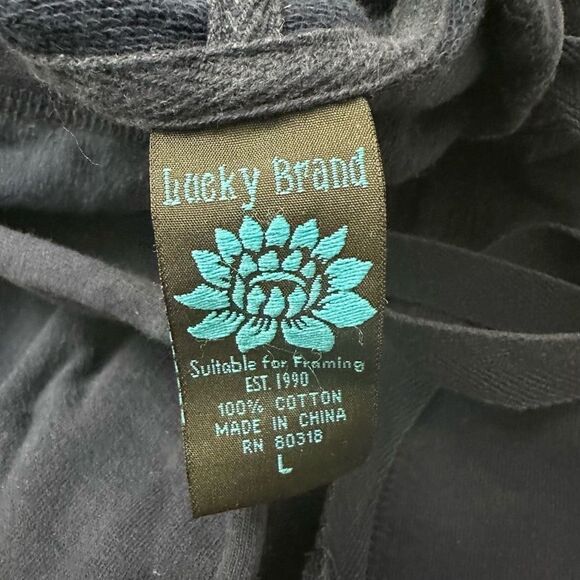 Lucky Brand
Suitable for Framing
EST. 1990
100% COTTON
MADE IN CHINA
RN 80318
L